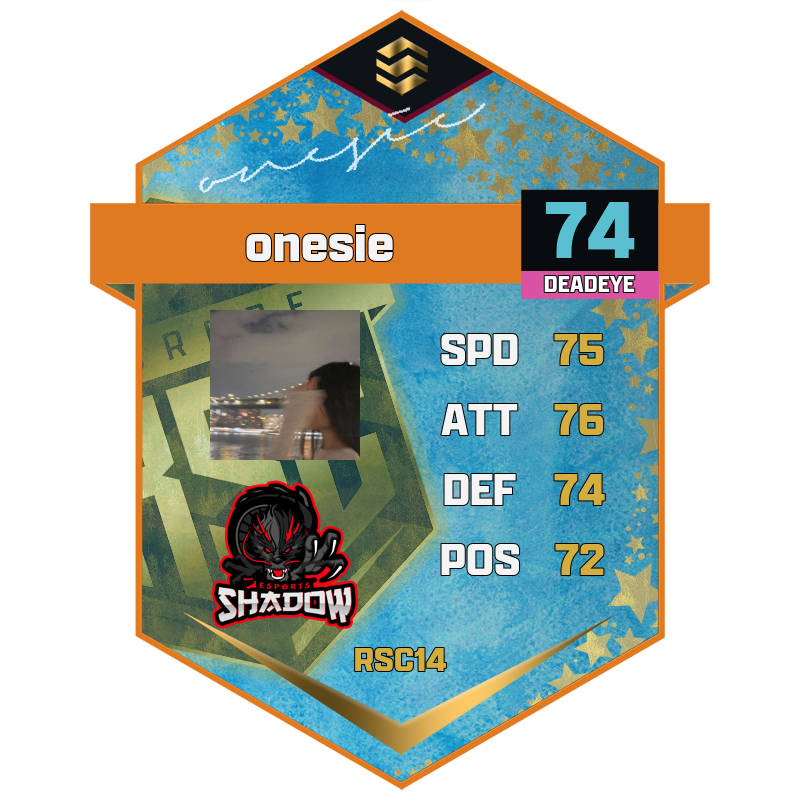 onesie
onesie
74
DEADEYE
SPD 75
ATT 76
DEF 74
POS 72
ESPORTS
SHADOW
RSC14